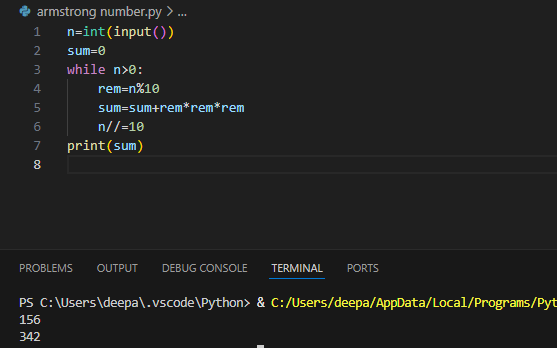 armstrong number.py > ...
1 n=int(input())
2 sum=0
3 while n>0:
4     rem=n%10
5     sum=sum+rem*rem*rem
6     n//=10
7 print(sum)
8
PROBLEMS OUTPUT DEBUG CONSOLE TERMINAL PORTS
PS C:\Users\deepa\.vscode\Python> & C:/Users/deepa/AppData/Local/Programs/Pyt
156
342